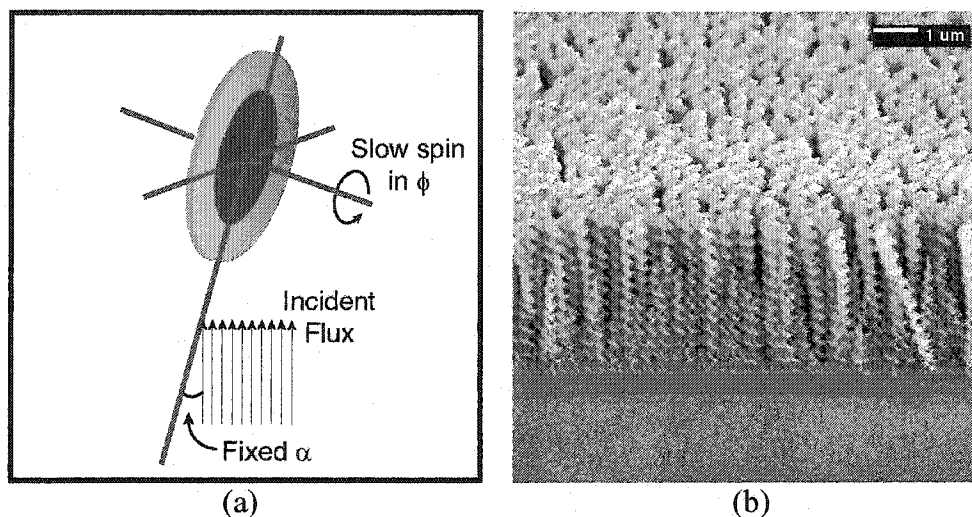 Slow spin
in ϕ
Incident
Flux
Fixed α
1 um
(a)
(b)